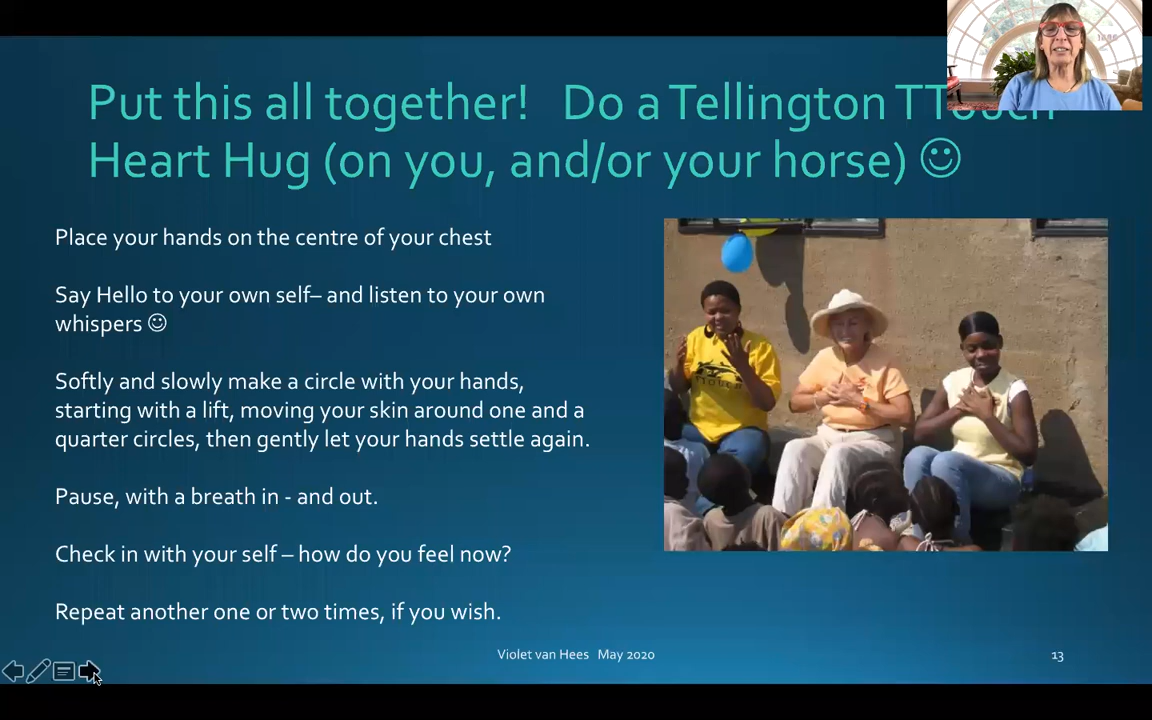 Put this all together! Do a Tellington TTouch
Heart Hug (on you, and/or your horse) ☺
Place your hands on the centre of your chest
Say Hello to your own self– and listen to your own
whispers ☺
Softly and slowly make a circle with your hands,
starting with a lift, moving your skin around one and a
quarter circles, then gently let your hands settle again.
Pause, with a breath in - and out.
Check in with your self – how do you feel now?
Repeat another one or two times, if you wish.
TTOUCH
Violet van Hees May 2020
13